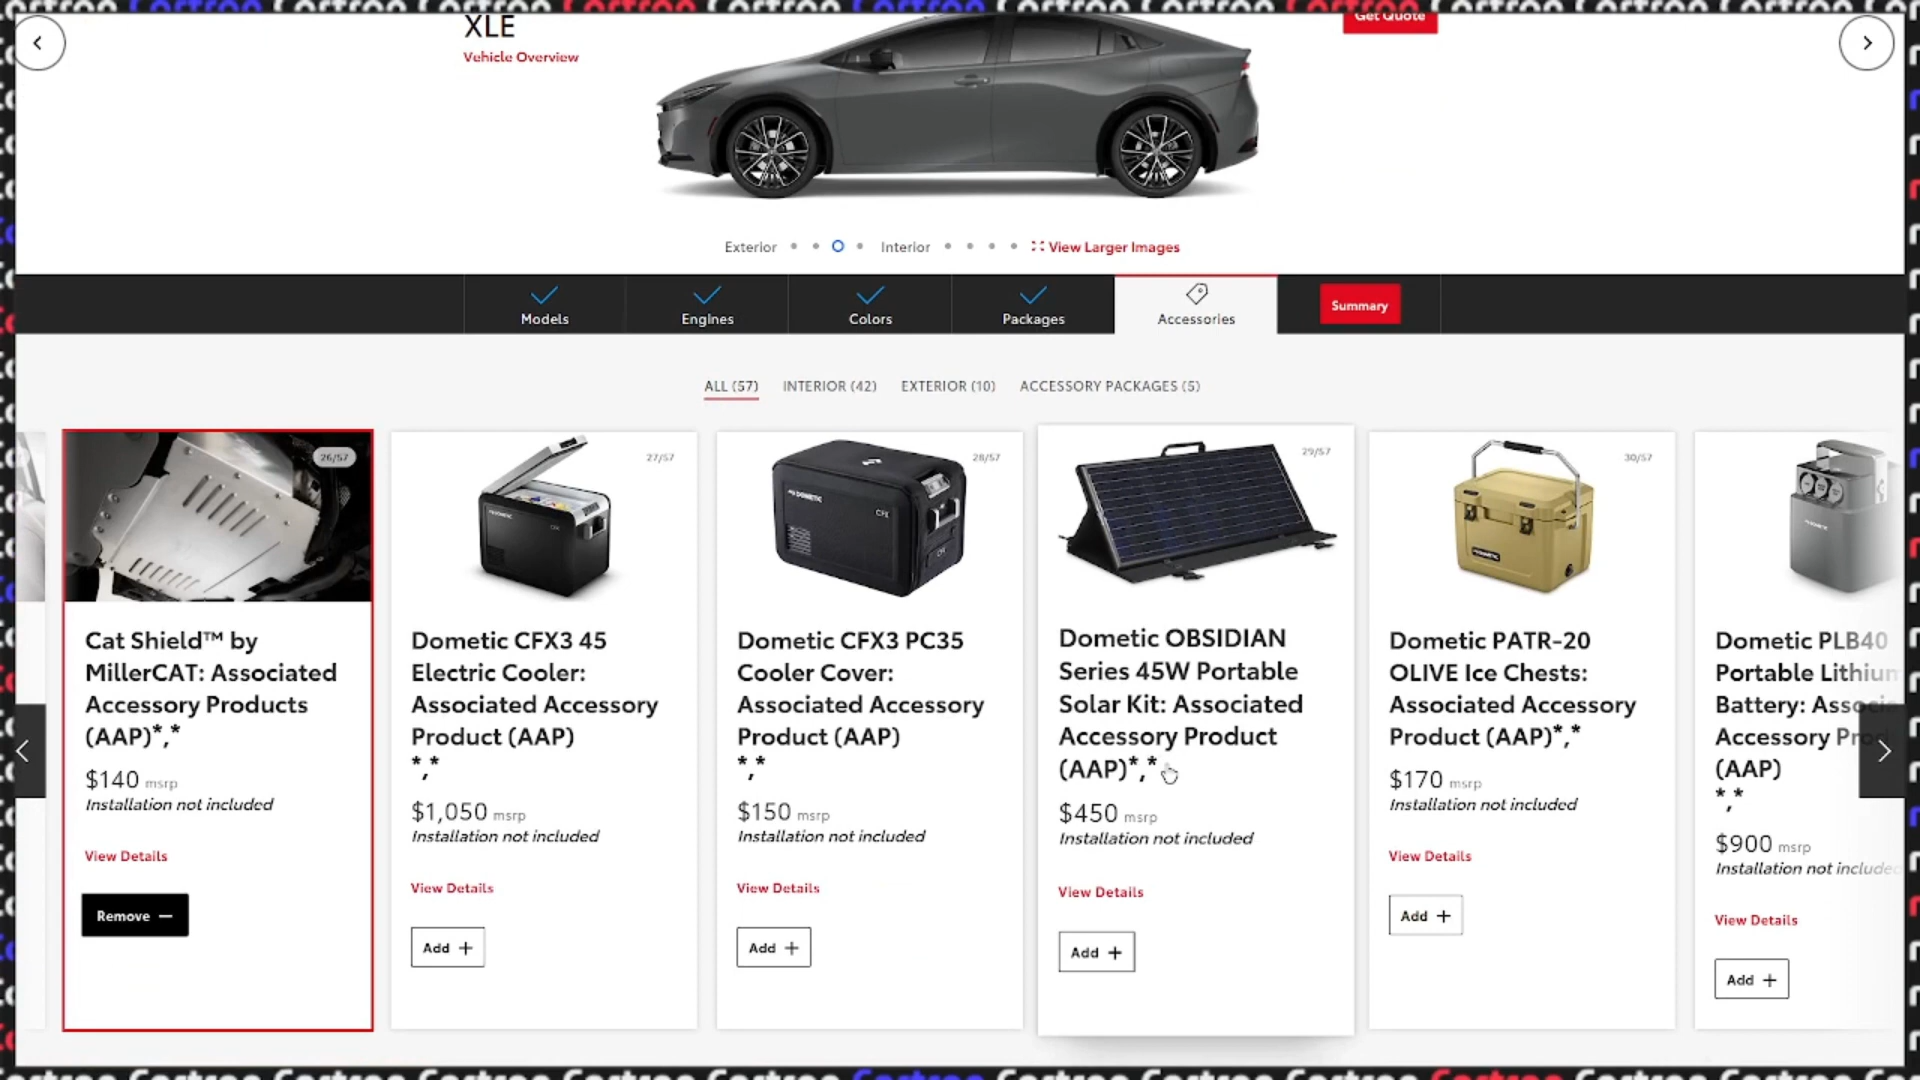 XLE
Vehicle Overview
Get Quote
Exterior
Interior
View Larger Images
Models
Engines
Colors
Packages
Accessories
Summary
ALL (57)
INTERIOR (42)
EXTERIOR (10)
ACCESSORY PACKAGES (5)
26/57
Cat Shield™ by
MillerCAT: Associated
Accessory Products
(AAP)*,*
$140 msrp
Installation not included
View Details
Remove —
27/57
Dometic CFX3 45
Electric Cooler:
Associated Accessory
Product (AAP)
*,*
$1,050 msrp
Installation not included
View Details
Add +
28/57
DOMETIC
CFX
Dometic CFX3 PC35
Cooler Cover:
Associated Accessory
Product (AAP)
*,*
$150 msrp
Installation not included
View Details
Add +
29/57
Dometic OBSIDIAN
Series 45W Portable
Solar Kit: Associated
Accessory Product
(AAP)*,*
$450 msrp
Installation not included
View Details
Add +
30/57
DOMETIC
Dometic PATR-20
OLIVE Ice Chests:
Associated Accessory
Product (AAP)*,*
$170 msrp
Installation not included
View Details
Add +
Dometic PLB40
Portable Lithium
Battery: Associa
Accessory Prod
(AAP)
*,*
$900 msrp
Installation not included
View Details
Add +